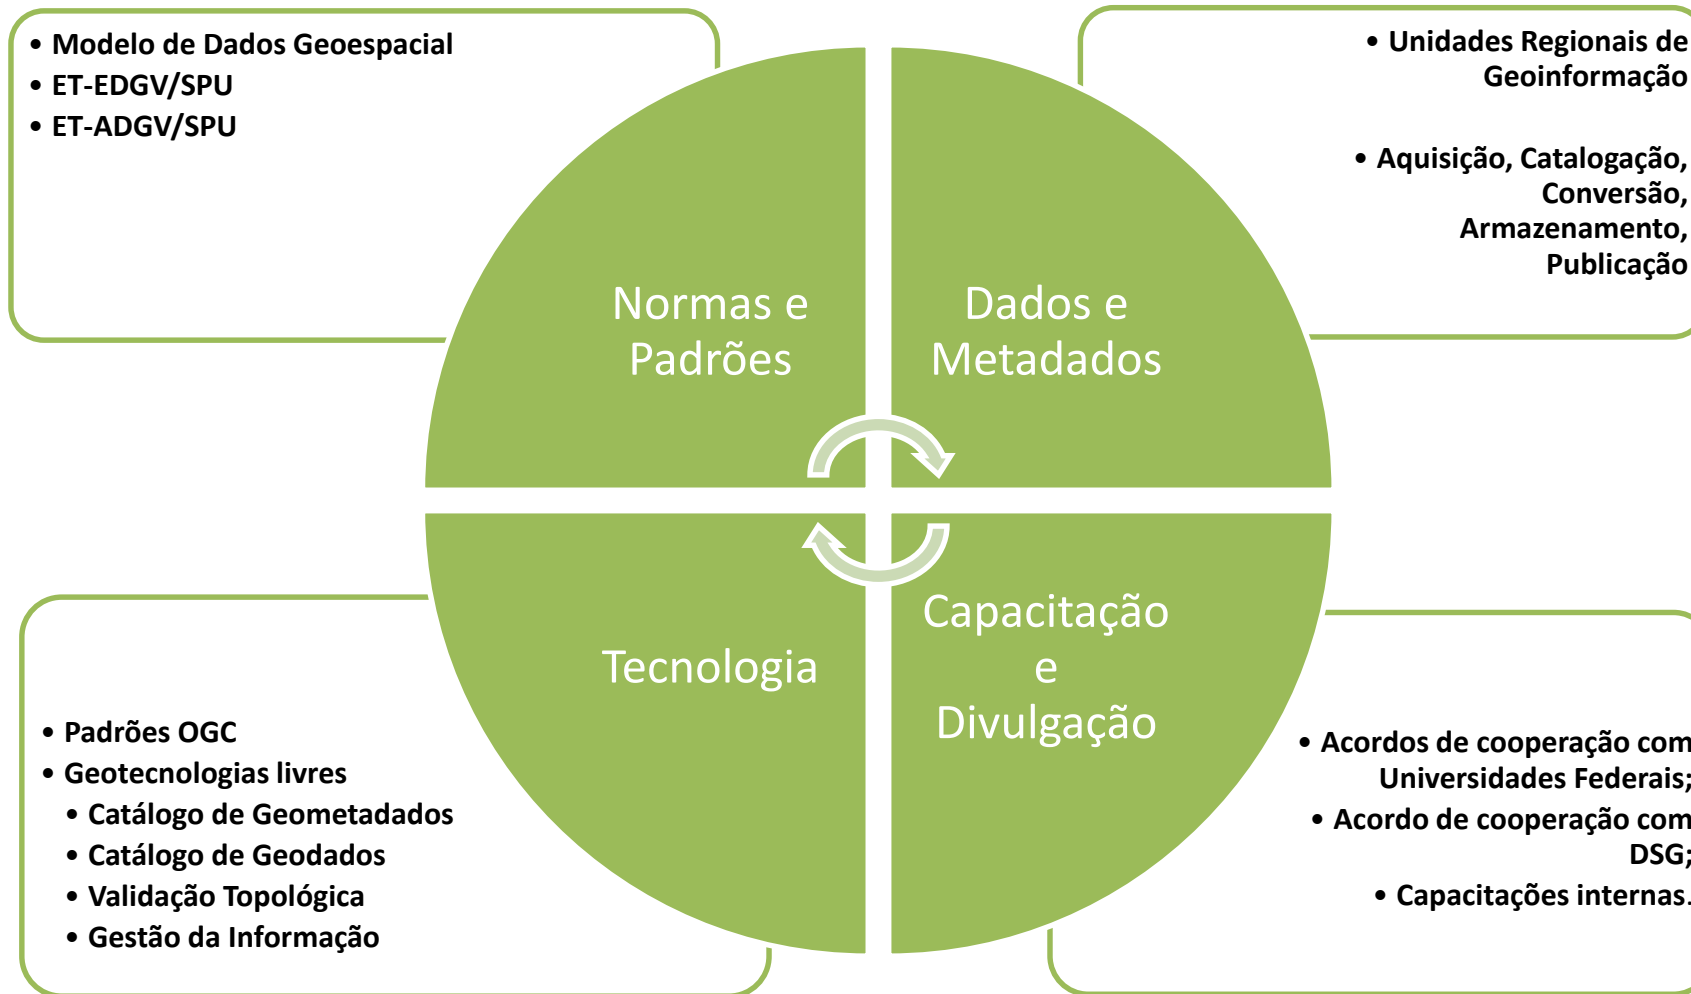 • Modelo de Dados Geoespacial
• ET-EDGV/SPU
• ET-ADGV/SPU
• Unidades Regionais de
Geoinformação
• Aquisição, Catalogação,
Conversão,
Armazenamento,
Publicação
Normas e
Padrões
Dados e
Metadados
Tecnologia
Capacitação
e
Divulgação
• Padrões OGC
• Geotecnologias livres
• Catálogo de Geometadados
• Catálogo de Geodados
• Validação Topológica
• Gestão da Informação
• Acordos de cooperação com
Universidades Federais;
• Acordo de cooperação com
DSG;
• Capacitações internas.